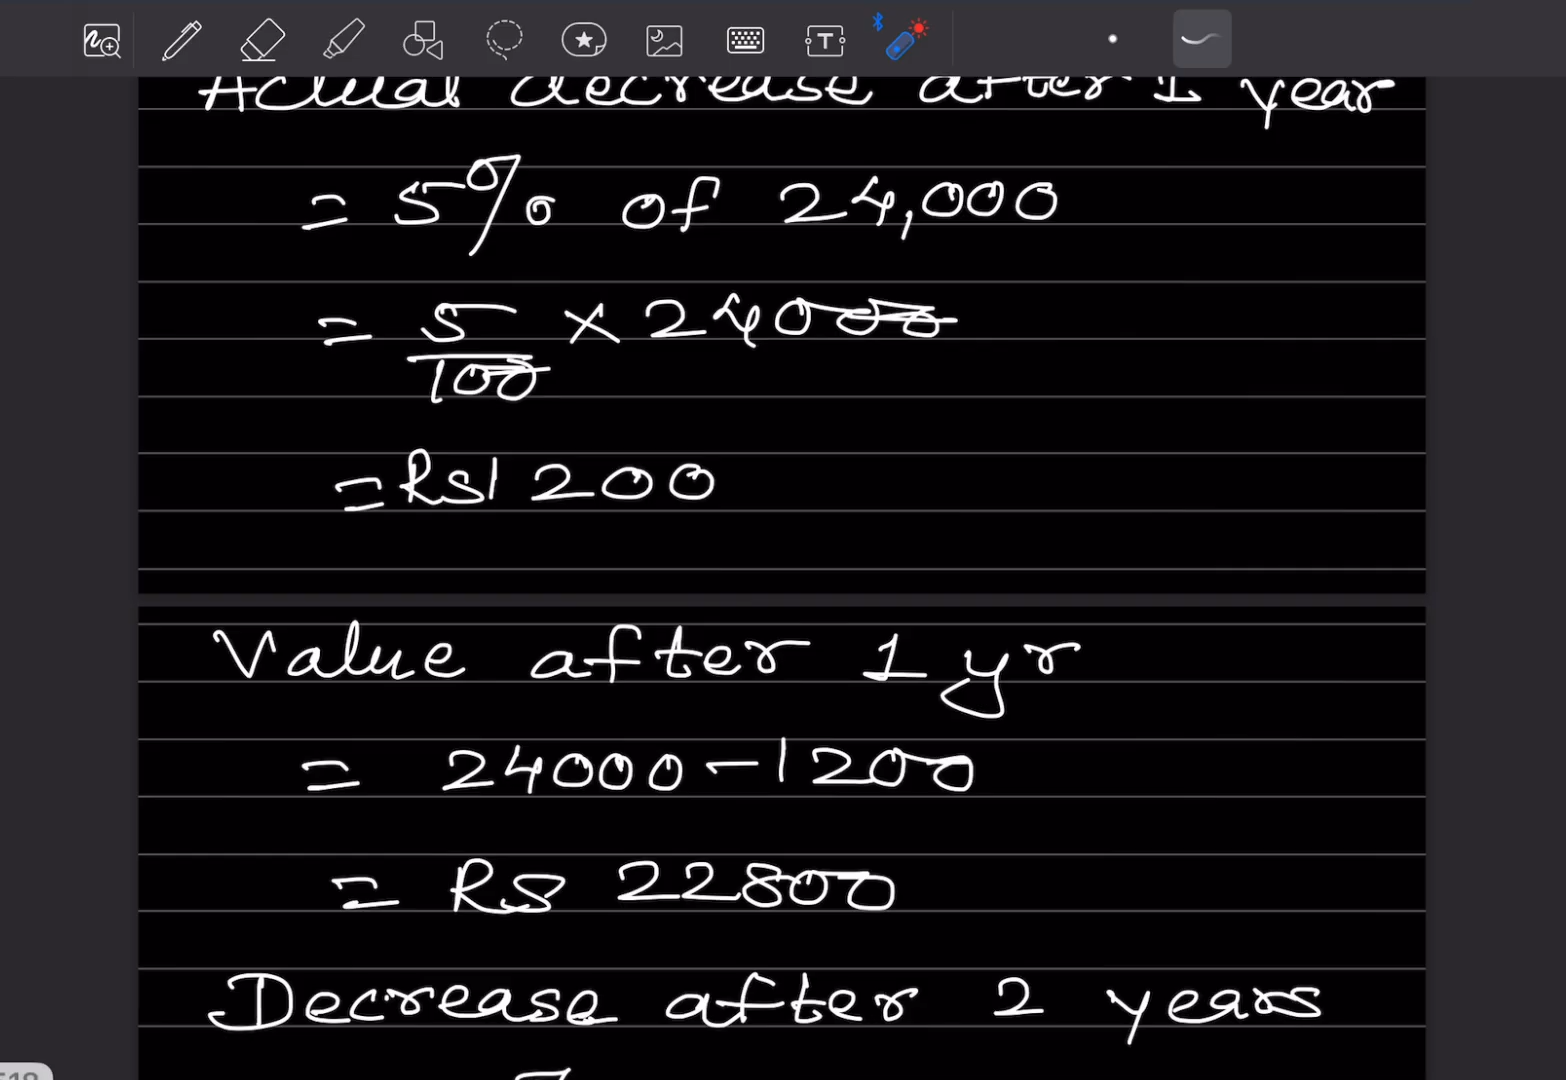 Actual decrease after 1 year
= 5% of 24,000
= 5/100 × 24000
= Rs 1200
Value after 1 yr
= 24000 - 1200
= Rs 22800
Decrease after 2 years